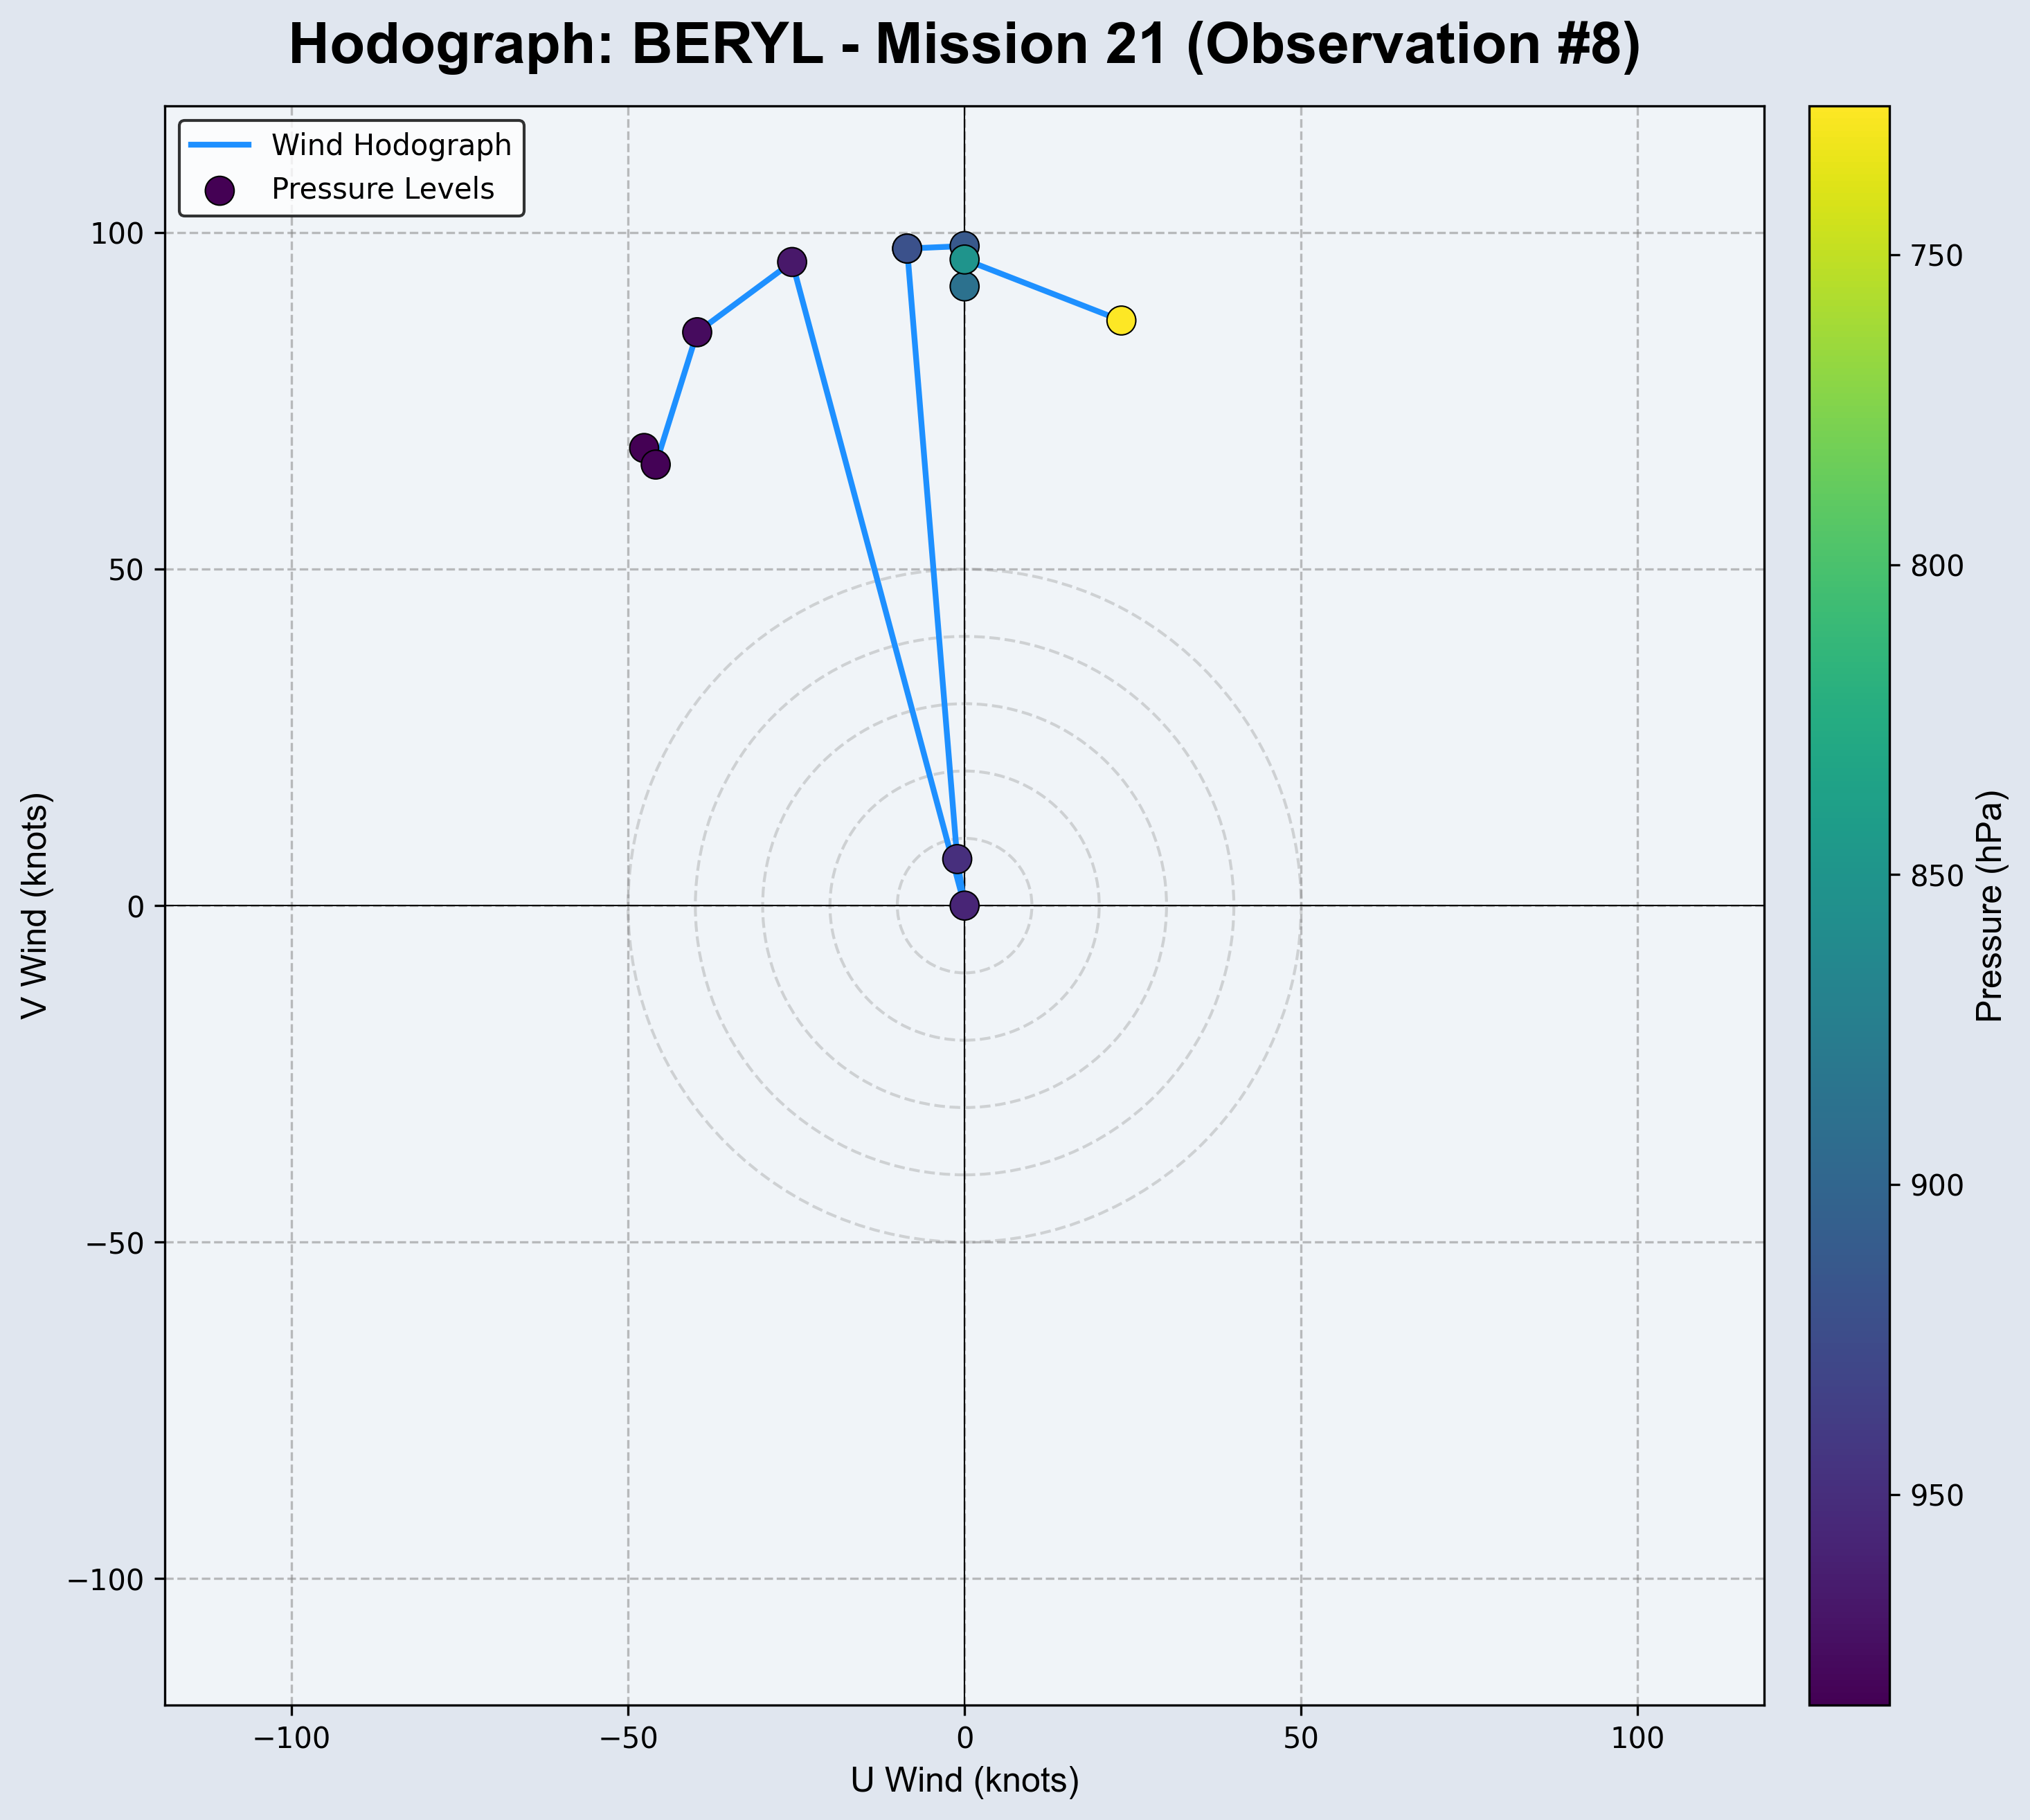 Hodograph: BERYL - Mission 21 (Observation #8)
Wind Hodograph
Pressure Levels
100
50
0
−50
−100
V Wind (knots)
−100
−50
0
50
100
U Wind (knots)
750
800
850
900
950
Pressure (hPa)